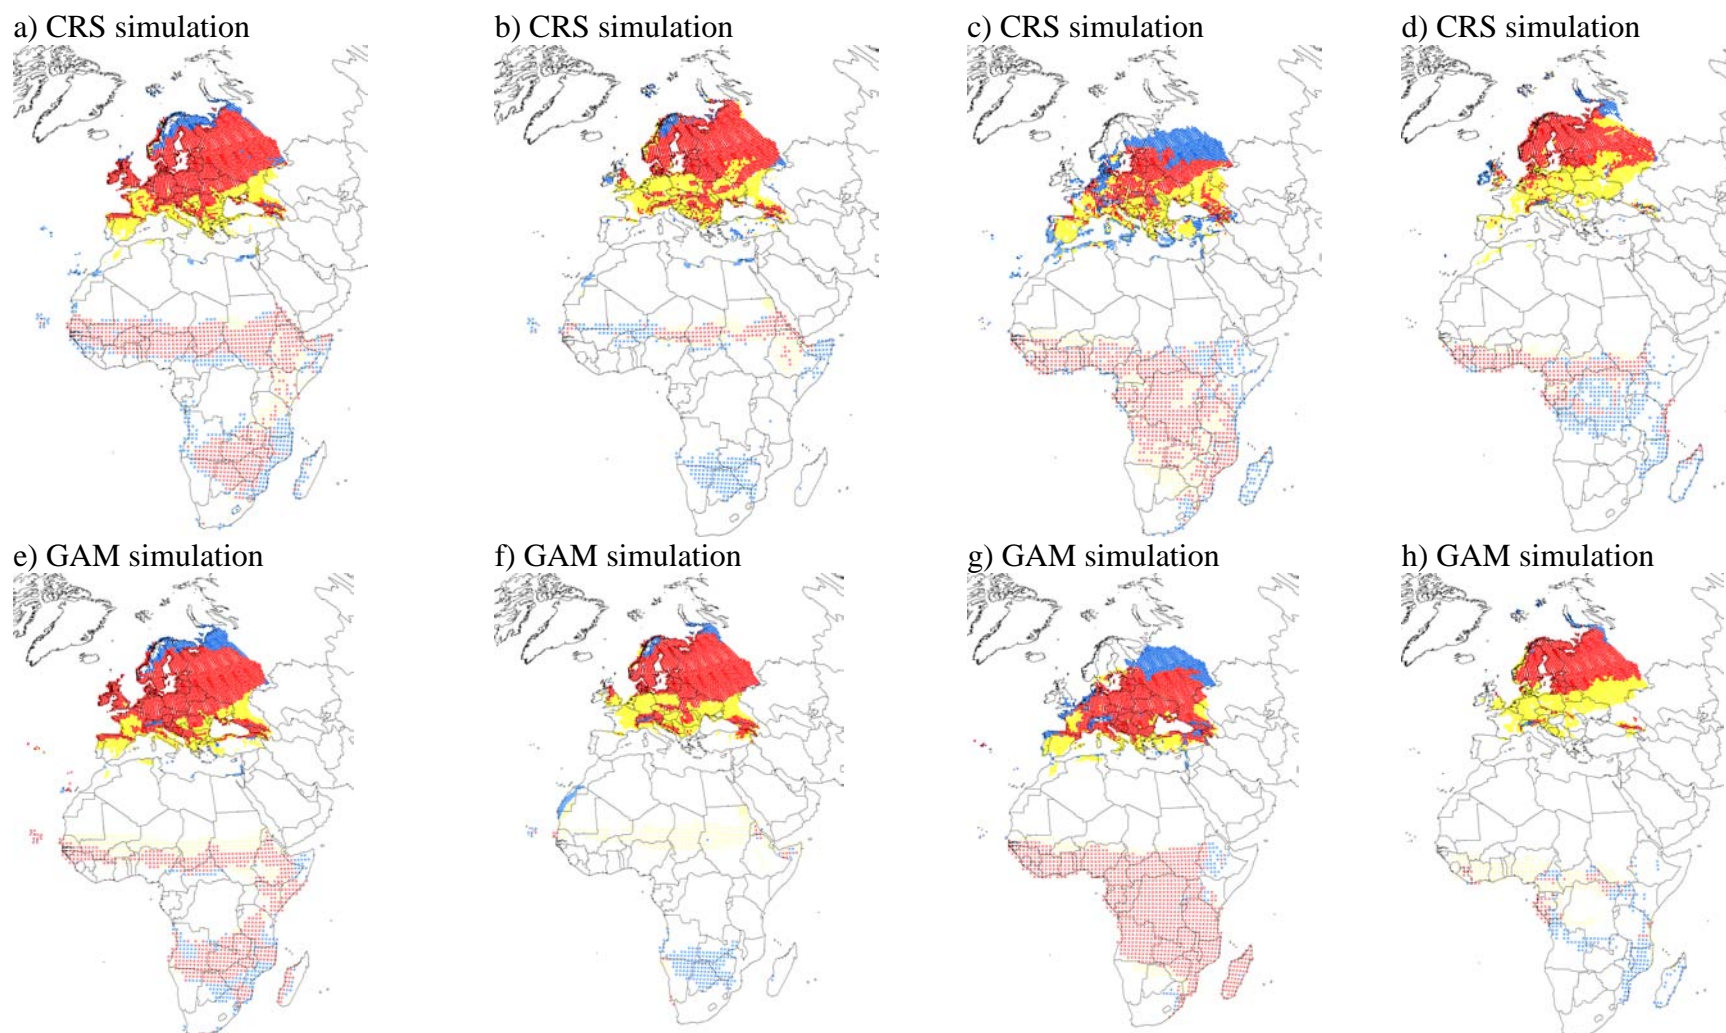 a) CRS simulation
b) CRS simulation
c) CRS simulation
d) CRS simulation
e) GAM simulation
f) GAM simulation
g) GAM simulation
h) GAM simulation